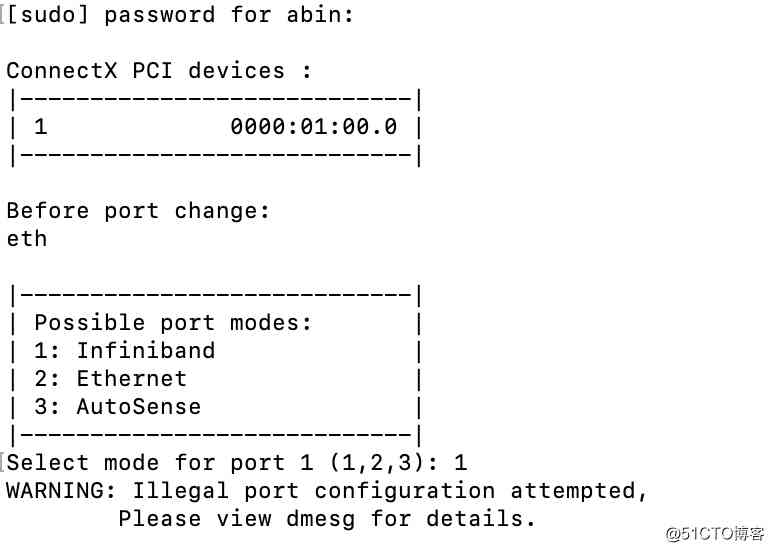 [[sudo] password for abin:
ConnectX PCI devices :
|----------------------------|
| 1             0000:01:00.0 |
|----------------------------|
Before port change:
eth
|----------------------------|
| Possible port modes:       |
| 1: Infiniband              |
| 2: Ethernet                |
| 3: AutoSense               |
|----------------------------|
[Select mode for port 1 (1,2,3): 1
WARNING: Illegal port configuration attempted,
        Please view dmesg for details.
@51CTO博客